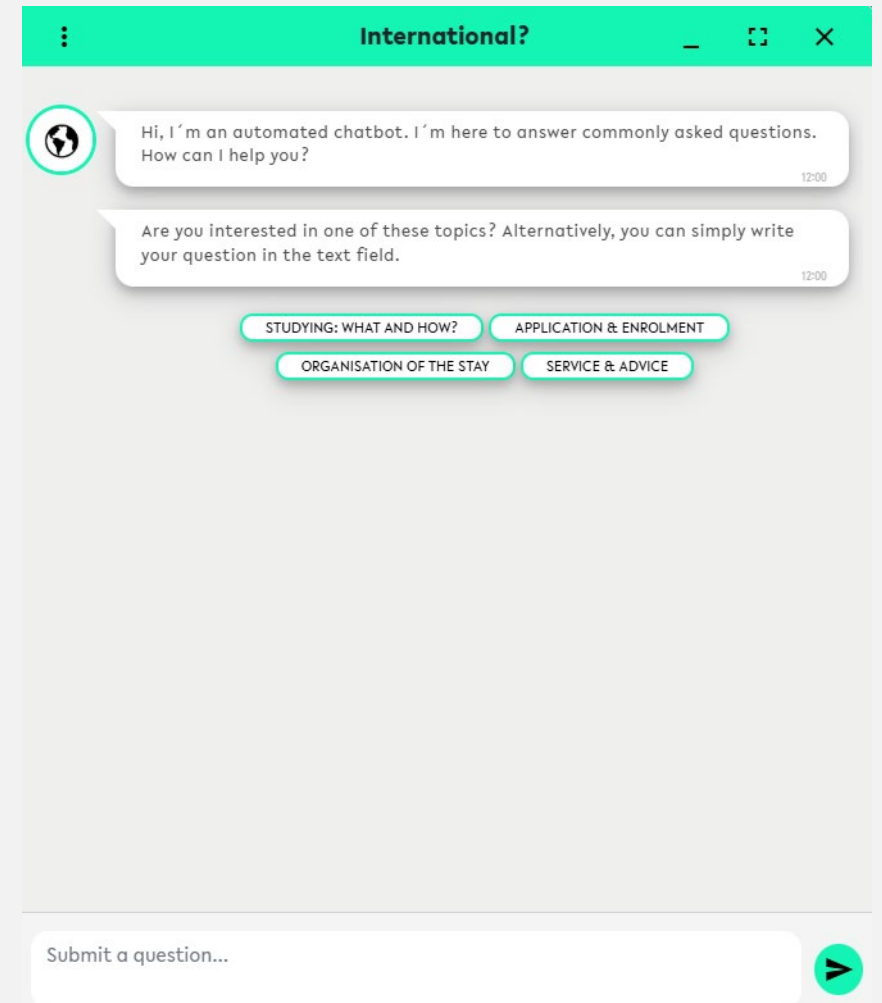 International?
Hi, I´m an automated chatbot. I´m here to answer commonly asked questions.
How can I help you?
12:00
Are you interested in one of these topics? Alternatively, you can simply write
your question in the text field.
12:00
STUDYING: WHAT AND HOW? APPLICATION & ENROLMENT
ORGANISATION OF THE STAY SERVICE & ADVICE
Submit a question...